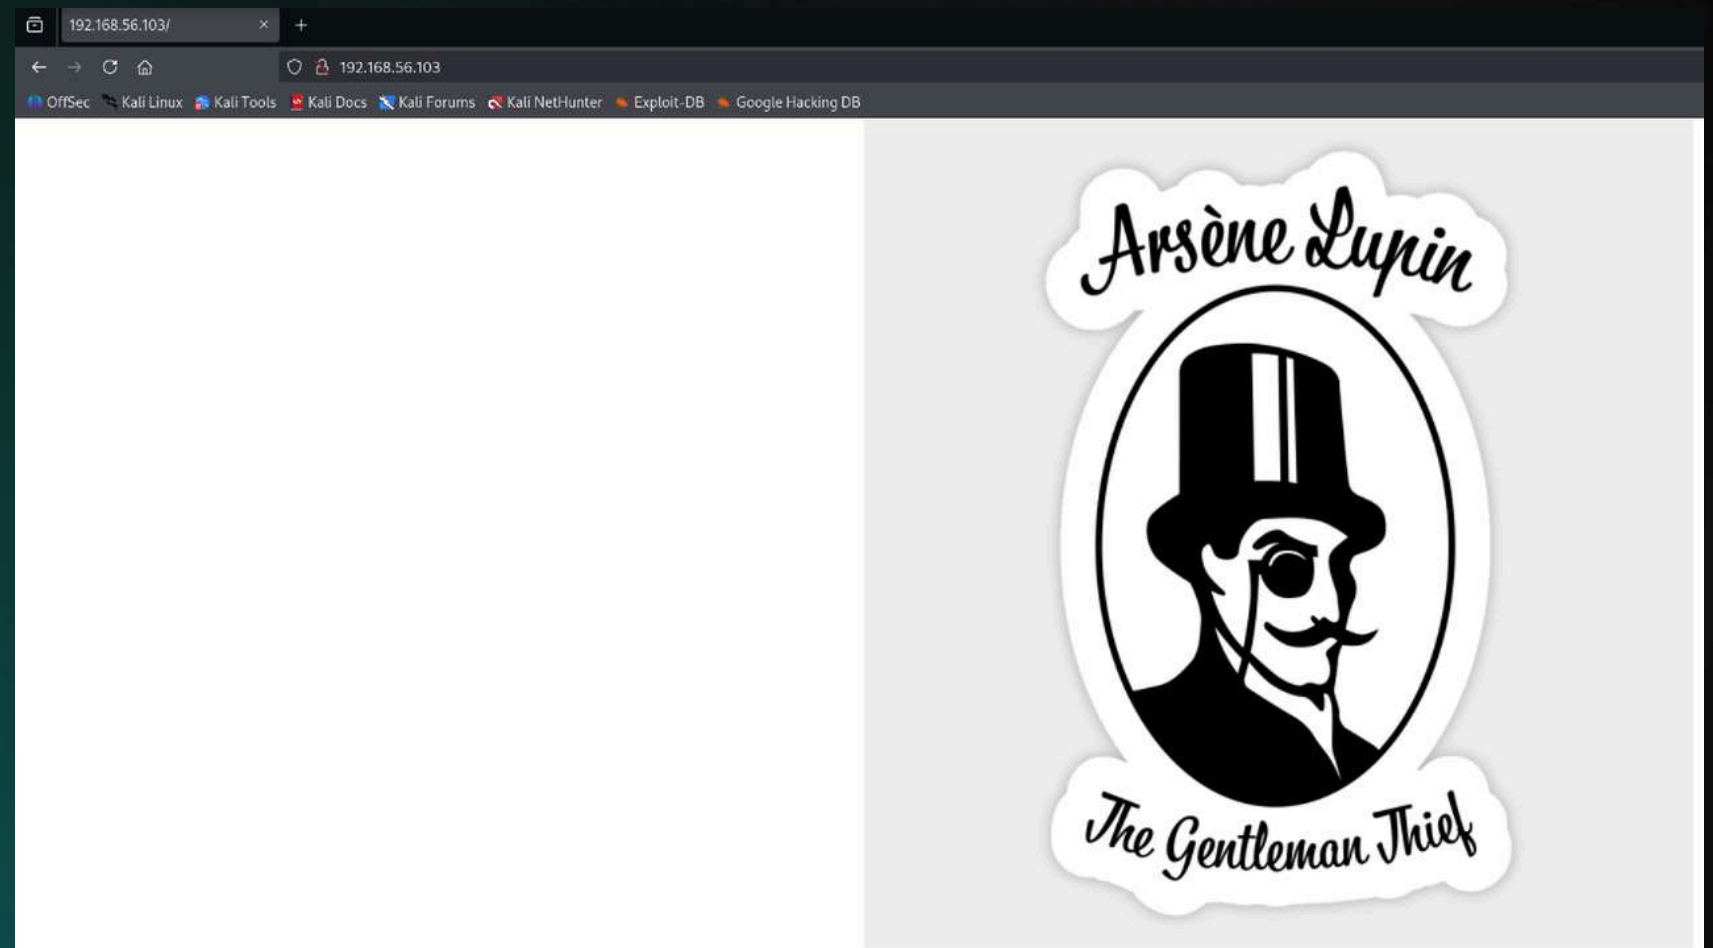 192.168.56.103/
192.168.56.103
OffSec Kali Linux Kali Tools Kali Docs Kali Forums Kali NetHunter Exploit-DB Google Hacking DB
Arsène Lupin
The Gentleman Thief